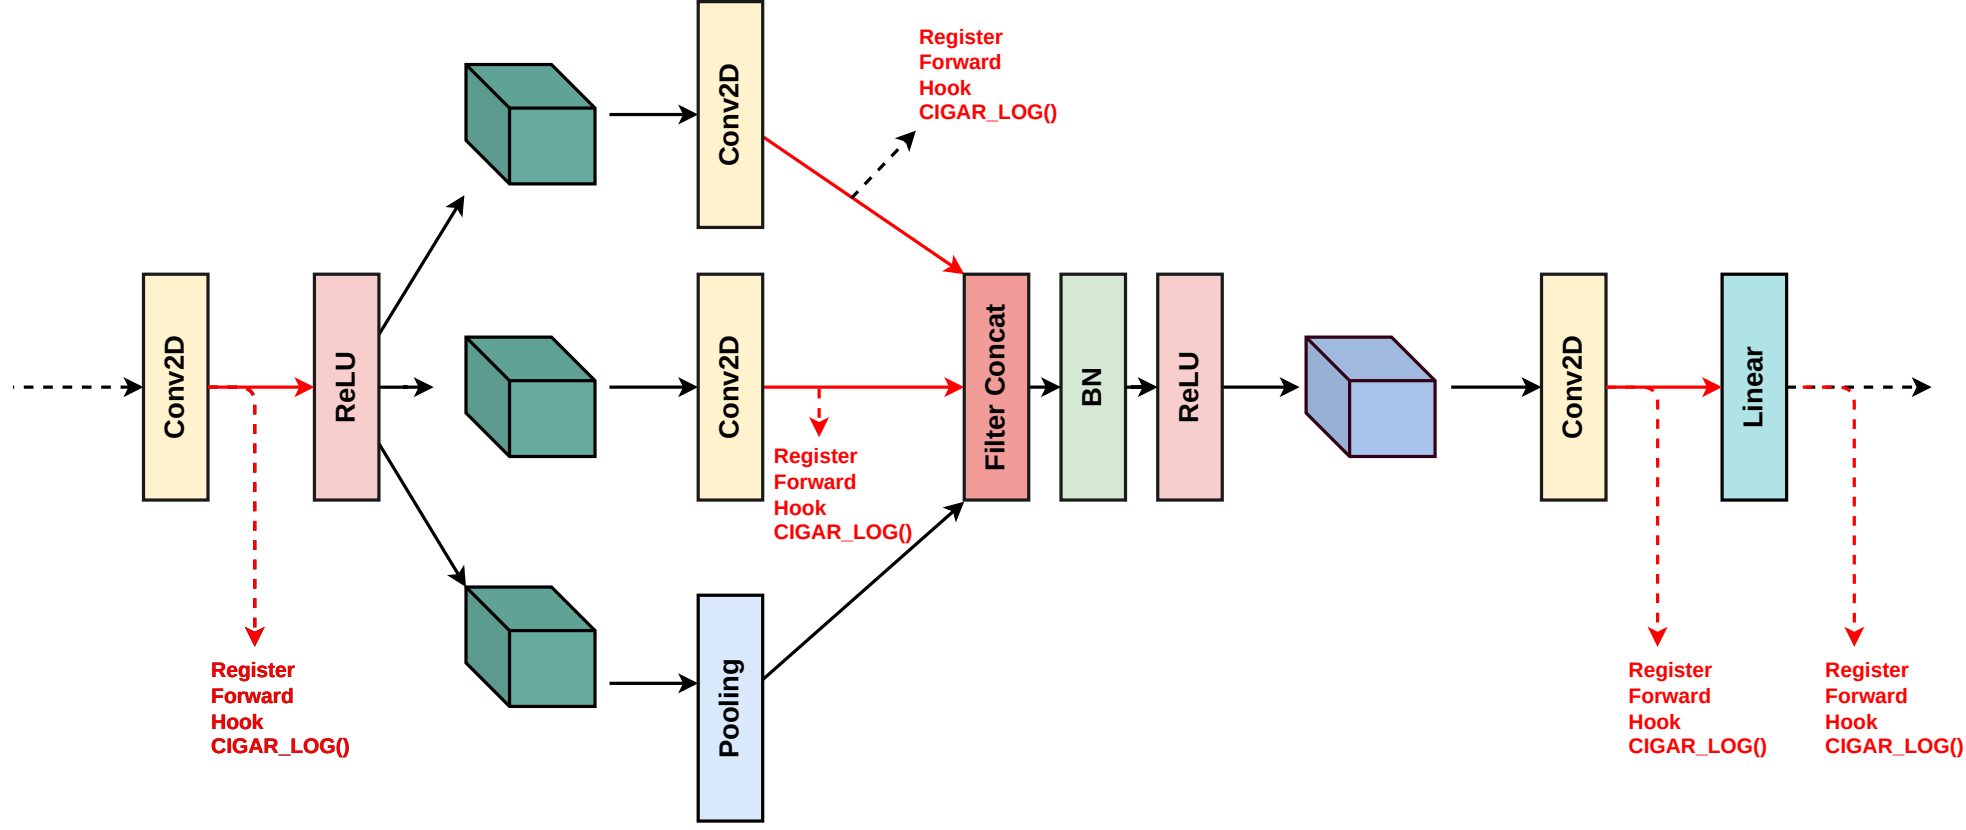 Conv2D
Register
Forward
Hook
CIGAR_LOG()
ReLU
Conv2D
Register
Forward
Hook
CIGAR_LOG()
Conv2D
Register
Forward
Hook
CIGAR_LOG()
Pooling
Filter Concat
BN
ReLU
Conv2D
Register
Forward
Hook
CIGAR_LOG()
Linear
Register
Forward
Hook
CIGAR_LOG()